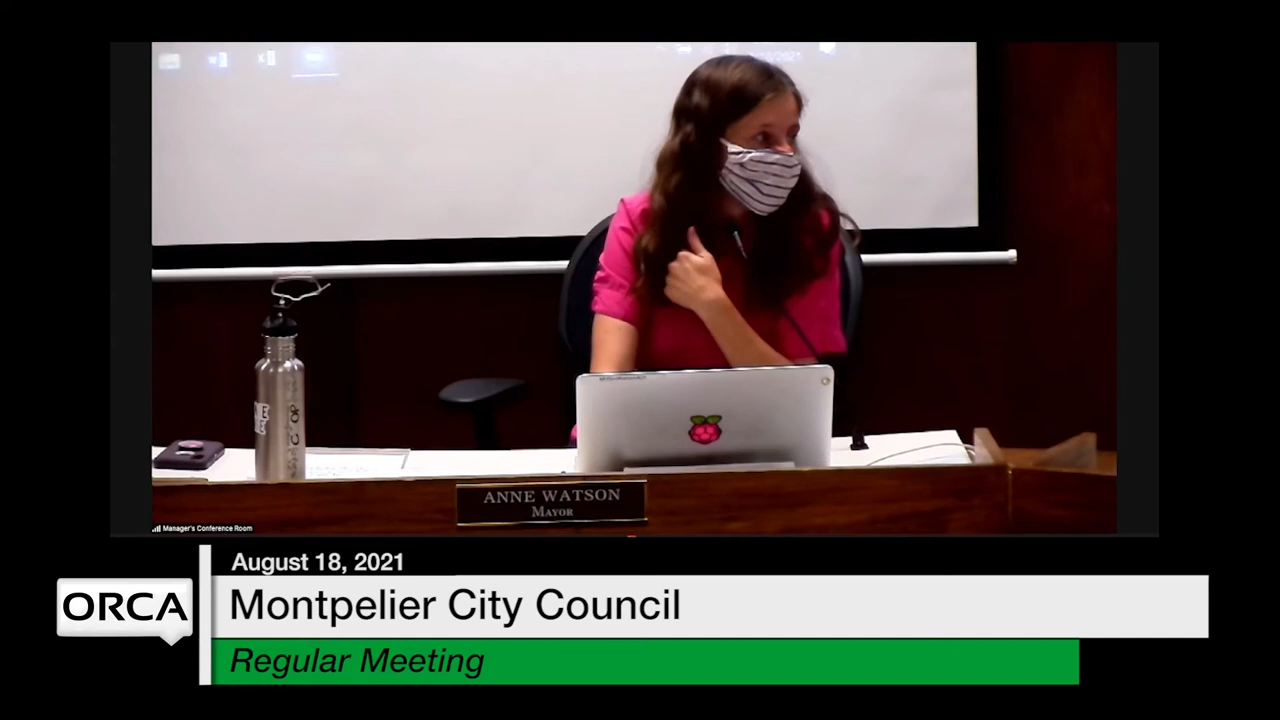 W
ANNE WATSON
MAYOR
Manager's Conference Room
August 18, 2021
ORCA
Montpelier City Council
Regular Meeting